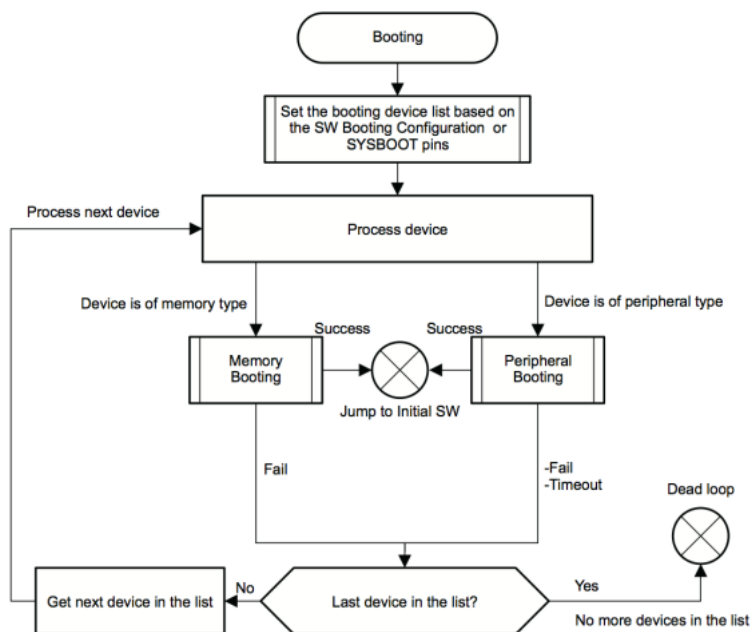 Booting
Set the booting device list based on
the SW Booting Configuration or
SYSBOOT pins
Process next device
Process device
Device is of memory type
Device is of peripheral type
Success
Success
Memory
Booting
Peripheral
Booting
Jump to Initial SW
Fail
-Fail
-Timeout
Dead loop
Get next device in the list
No
Last device in the list?
Yes
No more devices in the list